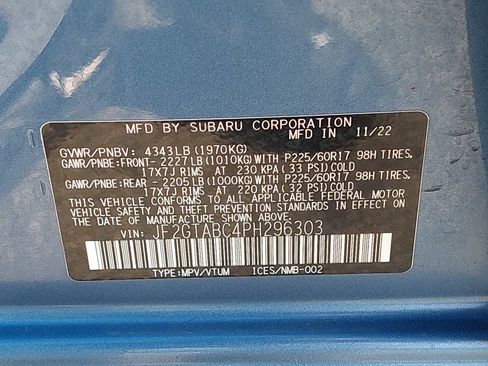 MFD BY SUBARU CORPORATION
MFD IN 11/22
GVWR/PNBV : 4343LB(1970KG)
GAWR/PNBE:FRONT- 2227LB(1010KG)WITH P225/60R17 98H TIRES,
17X7J RIMS AT 230 KPA (33 PSI)COLD
GAWR/PNBE:REAR - 2205LB(1000KG)WITH P225/60R17 98H TIRES,
17X7J RIMS AT 220 KPA (32 PSI)COLD
THIS VEHICLE CONFORMS TO ALL APPLICABLE FEDERAL MOTOR
VEHICLE SAFETY AND THEFT PREVENTION STANDARDS IN EFFECT ON
THE DATE OF MANUFACTURE SHOWN ABOVE.
VIN: JF2GTABC4PH296303
TYPE:MPV/VTUM ICES/NMB-002